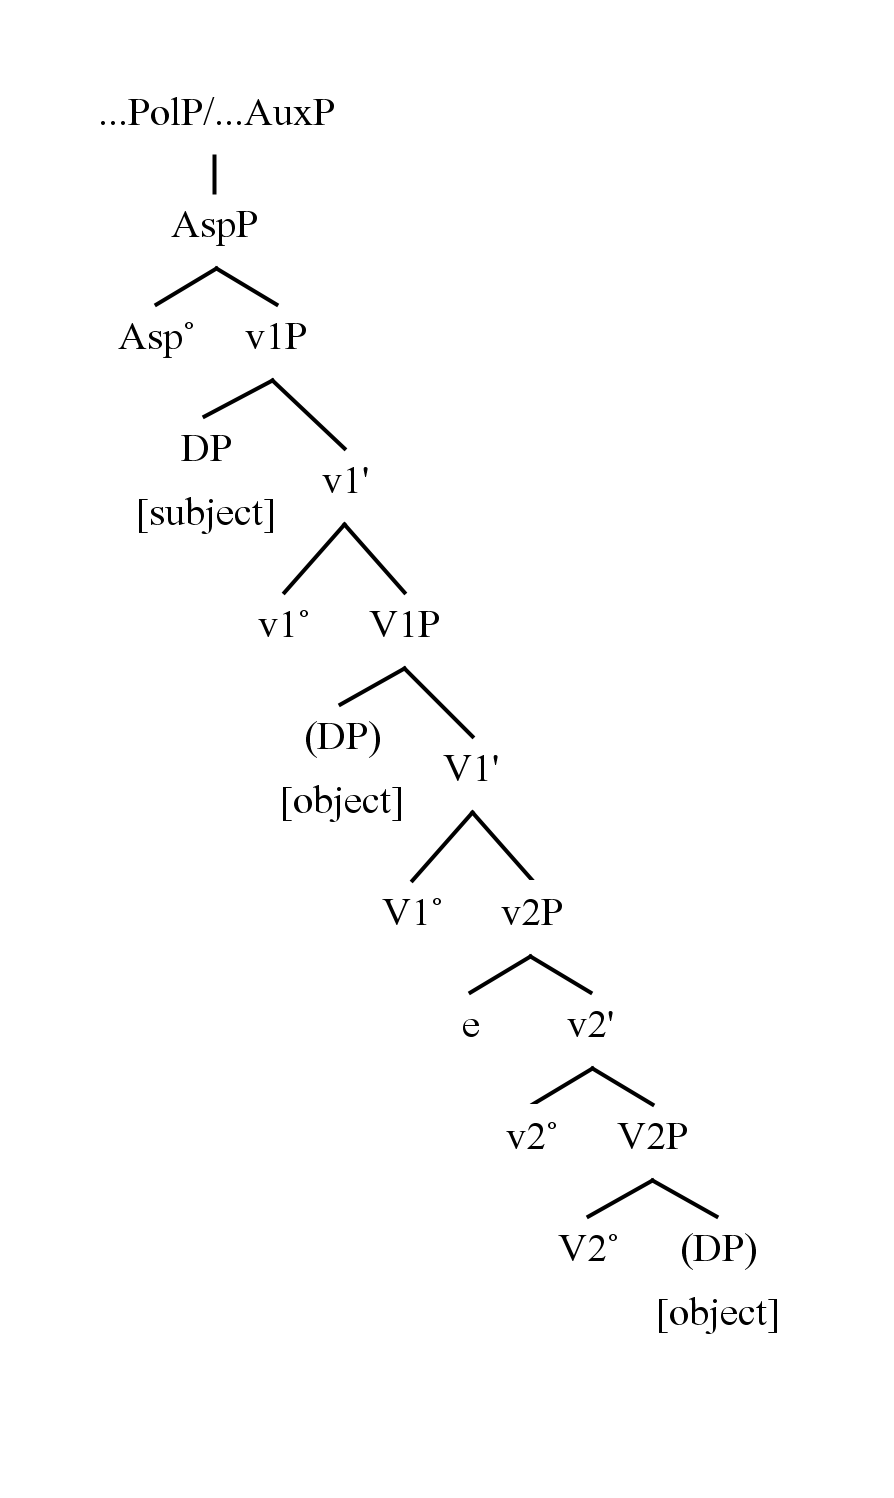 ...PolP/...AuxP
AspP
Asp° v1P
DP
v1'
[subject]
v1° V1P
(DP)
V1'
[object]
V1° v2P
e v2'
v2° V2P
V2° (DP)
[object]